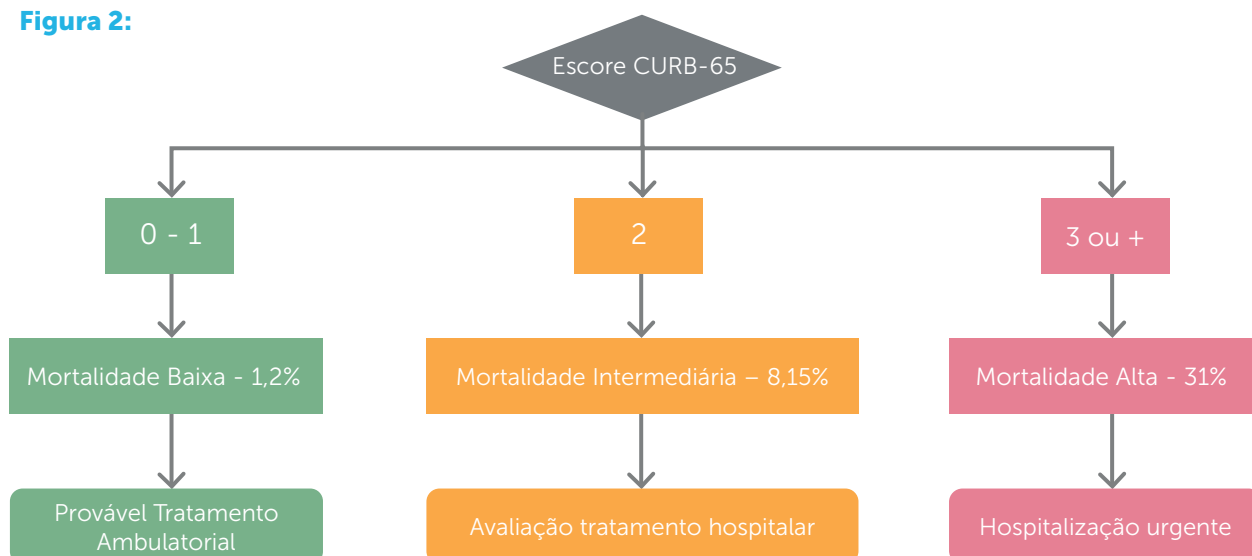 Figura 2:
Escore CURB-65
0 - 1
2
3 ou +
Mortalidade Baixa - 1,2%
Mortalidade Intermediária – 8,15%
Mortalidade Alta - 31%
Provável Tratamento
Ambulatorial
Avaliação tratamento hospitalar
Hospitalização urgente